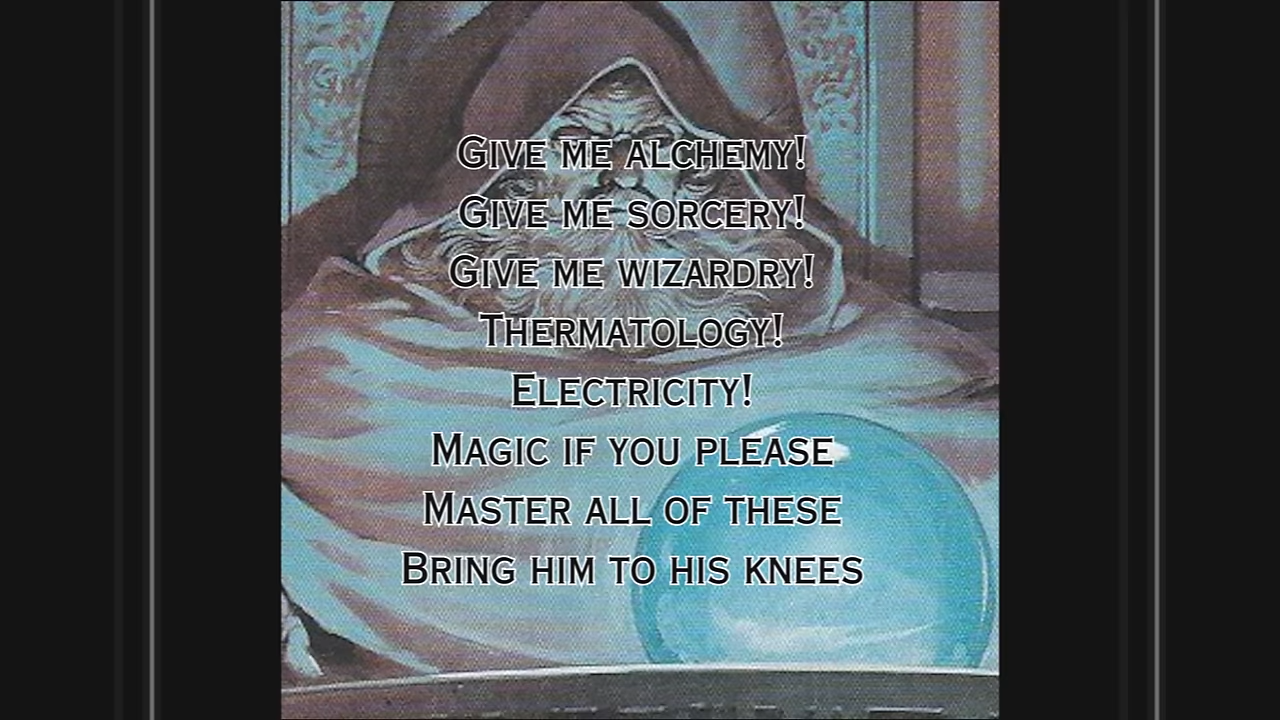 Give me alchemy!
Give me sorcery!
Give me wizardry!
Thermatology!
Electricity!
Magic if you please
Master all of these
Bring him to his knees